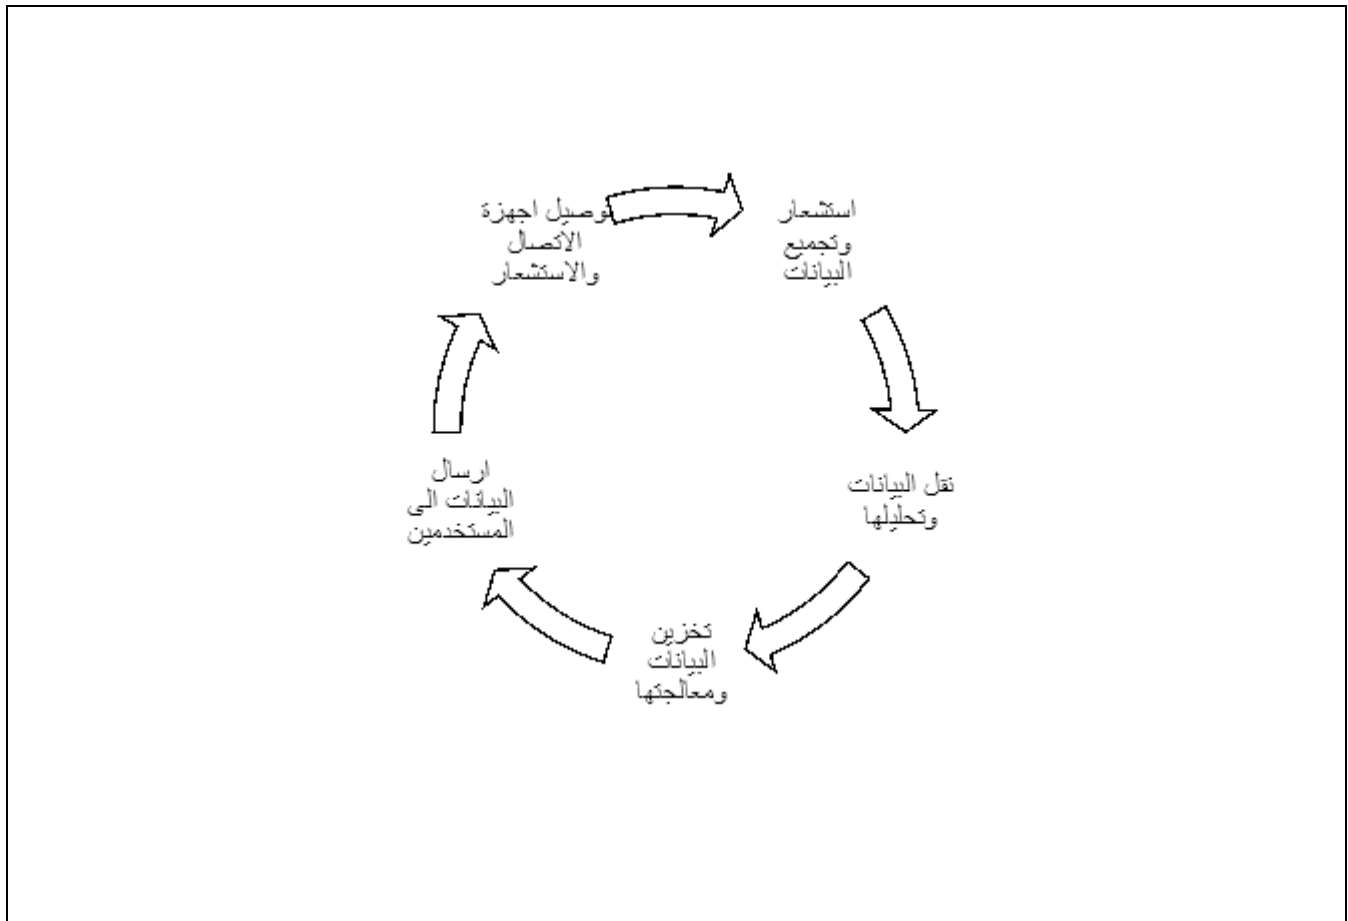 توصيل اجهزة
الاتصال
والاستشعار
استشعار
وتجميع
البيانات
نقل البيانات
وتحليلها
تخزين
البيانات
ومعالجتها
ارسال
البيانات الى
المستخدمين